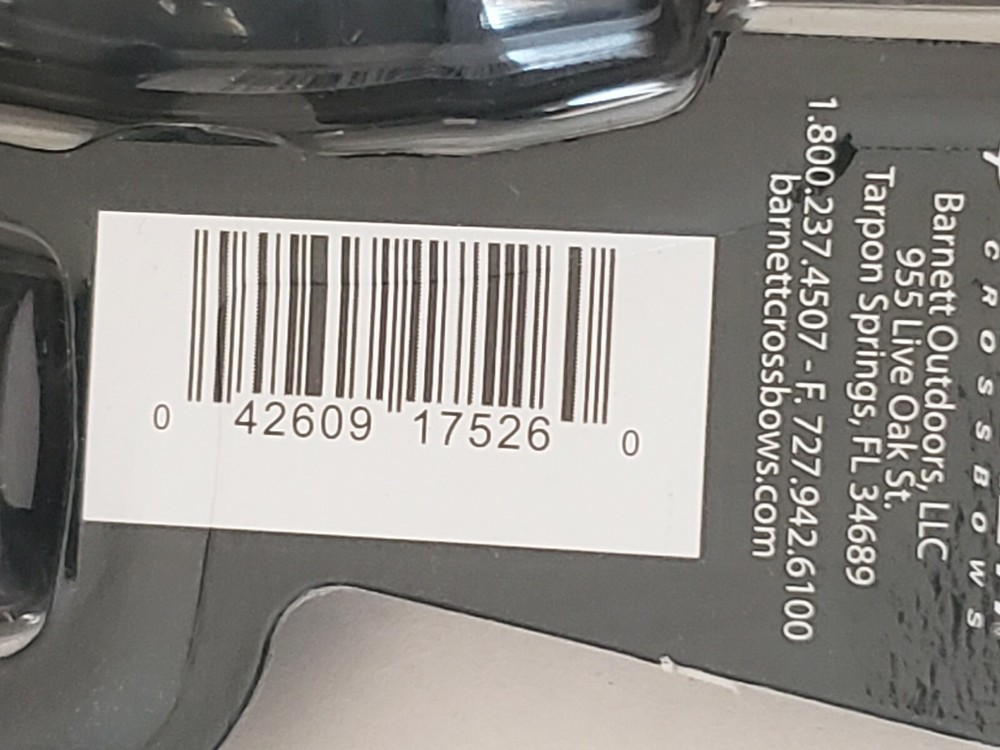 CROSSBOWS
Barnett Outdoors, LLC
955 Live Oak St.
Tarpon Springs, FL 34689
1.800.237.4507 - F. 727.942.6100
barnettcrossbows.com
0 42609 17526 0